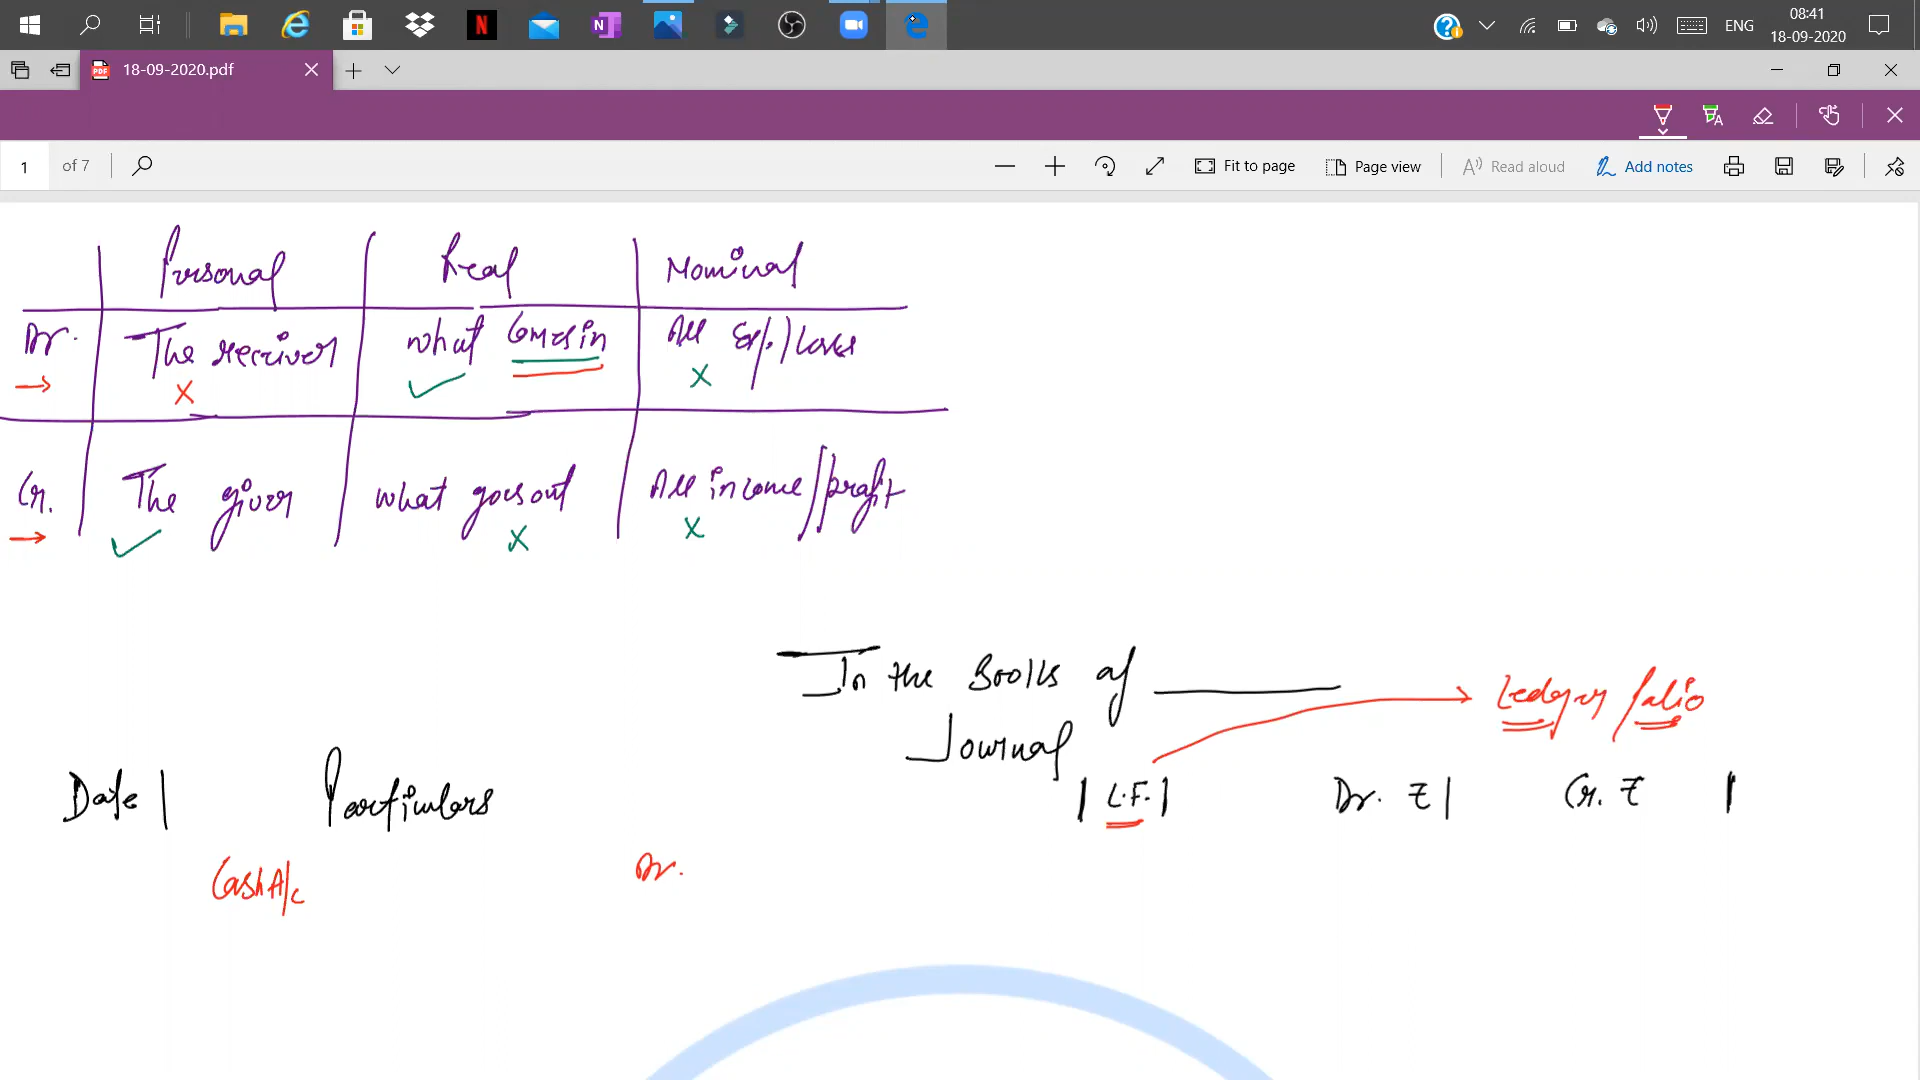 08:41
ENG
18-09-2020
18-09-2020.pdf
1 of 7
Fit to page
Page view
Read aloud
Add notes
Personal Real Nominal
Dr. The receiver what Comes in All Exp./Losses
X X
Cr. The giver what goes out All income/profit
X X
In the Books of
Ledger folio
Journal
Date Particulars L.F. Dr. ₹ Cr. ₹
Cash A/c Dr.